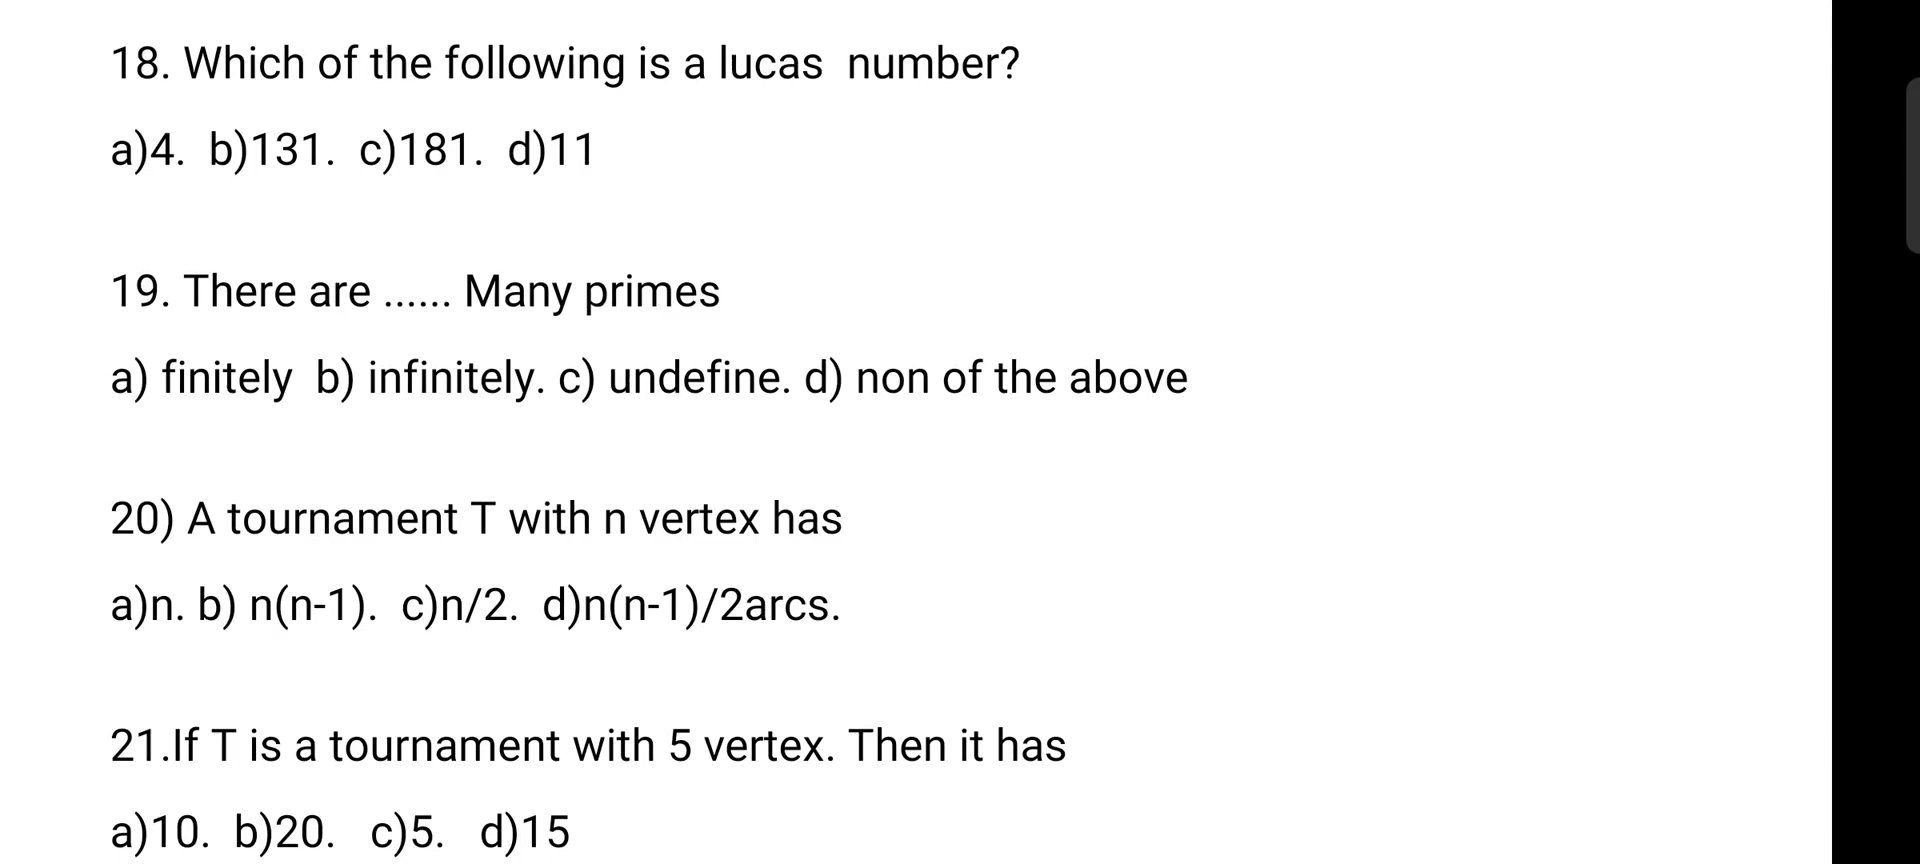 18. Which of the following is a lucas  number?
a)4.  b)131.  c)181.  d)11
19. There are ...... Many primes
a) finitely  b) infinitely. c) undefine. d) non of the above
20) A tournament T with n vertex has
a)n. b) n(n-1).  c)n/2.  d)n(n-1)/2arcs.
21.If T is a tournament with 5 vertex. Then it has
a)10.  b)20.   c)5.   d)15